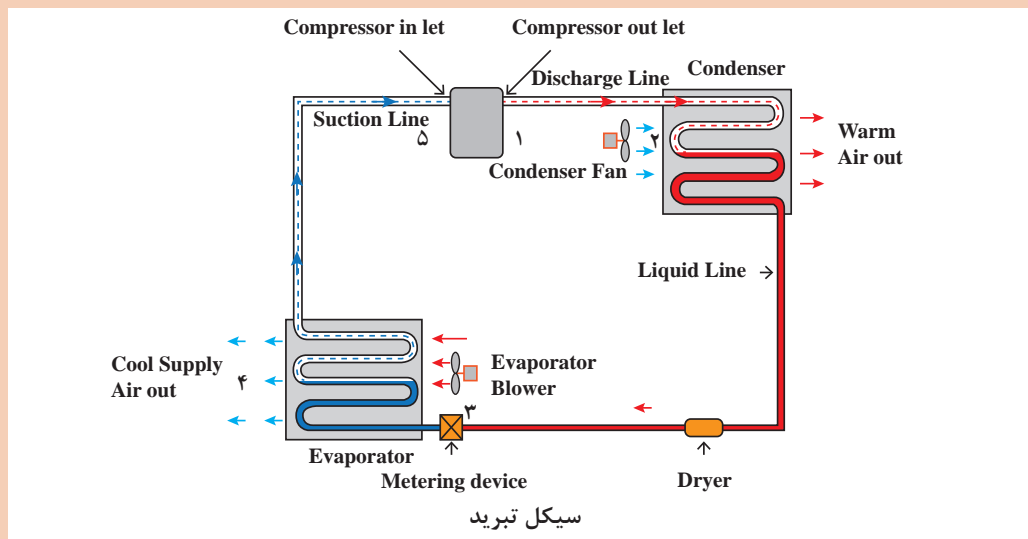 Compressor in let
Compressor out let
Condenser
Discharge Line
Suction Line
۵
۱
۲
Warm
Air out
Condenser Fan
Liquid Line
Cool Supply
Air out
۴
Evaporator
Blower
۳
Evaporator
Metering device
Dryer
سیکل تبرید